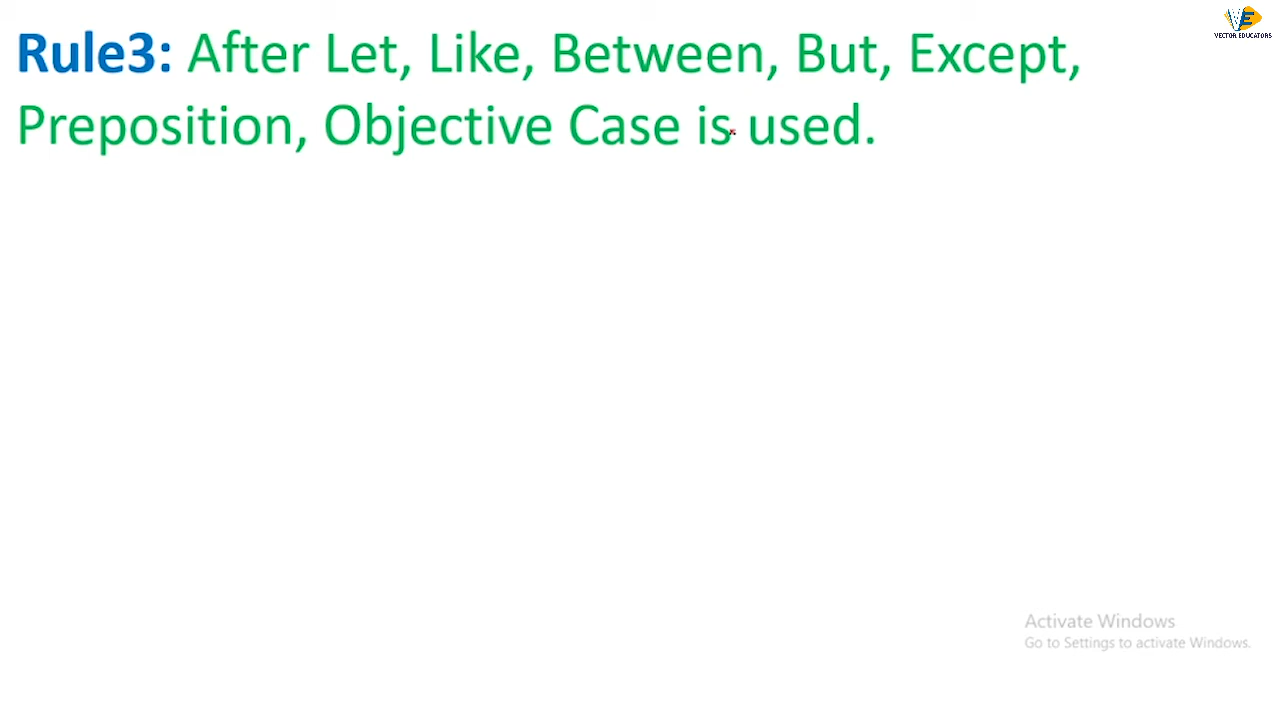 Rule3: After Let, Like, Between, But, Except,
Preposition, Objective Case is used.
VE
VECTOR EDUCATORS
Activate Windows
Go to Settings to activate Windows.